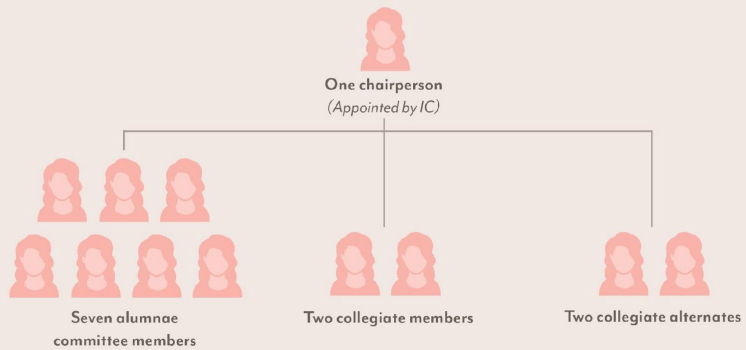 One chairperson
(Appointed by IC)
Seven alumnae
committee members
Two collegiate members
Two collegiate alternates